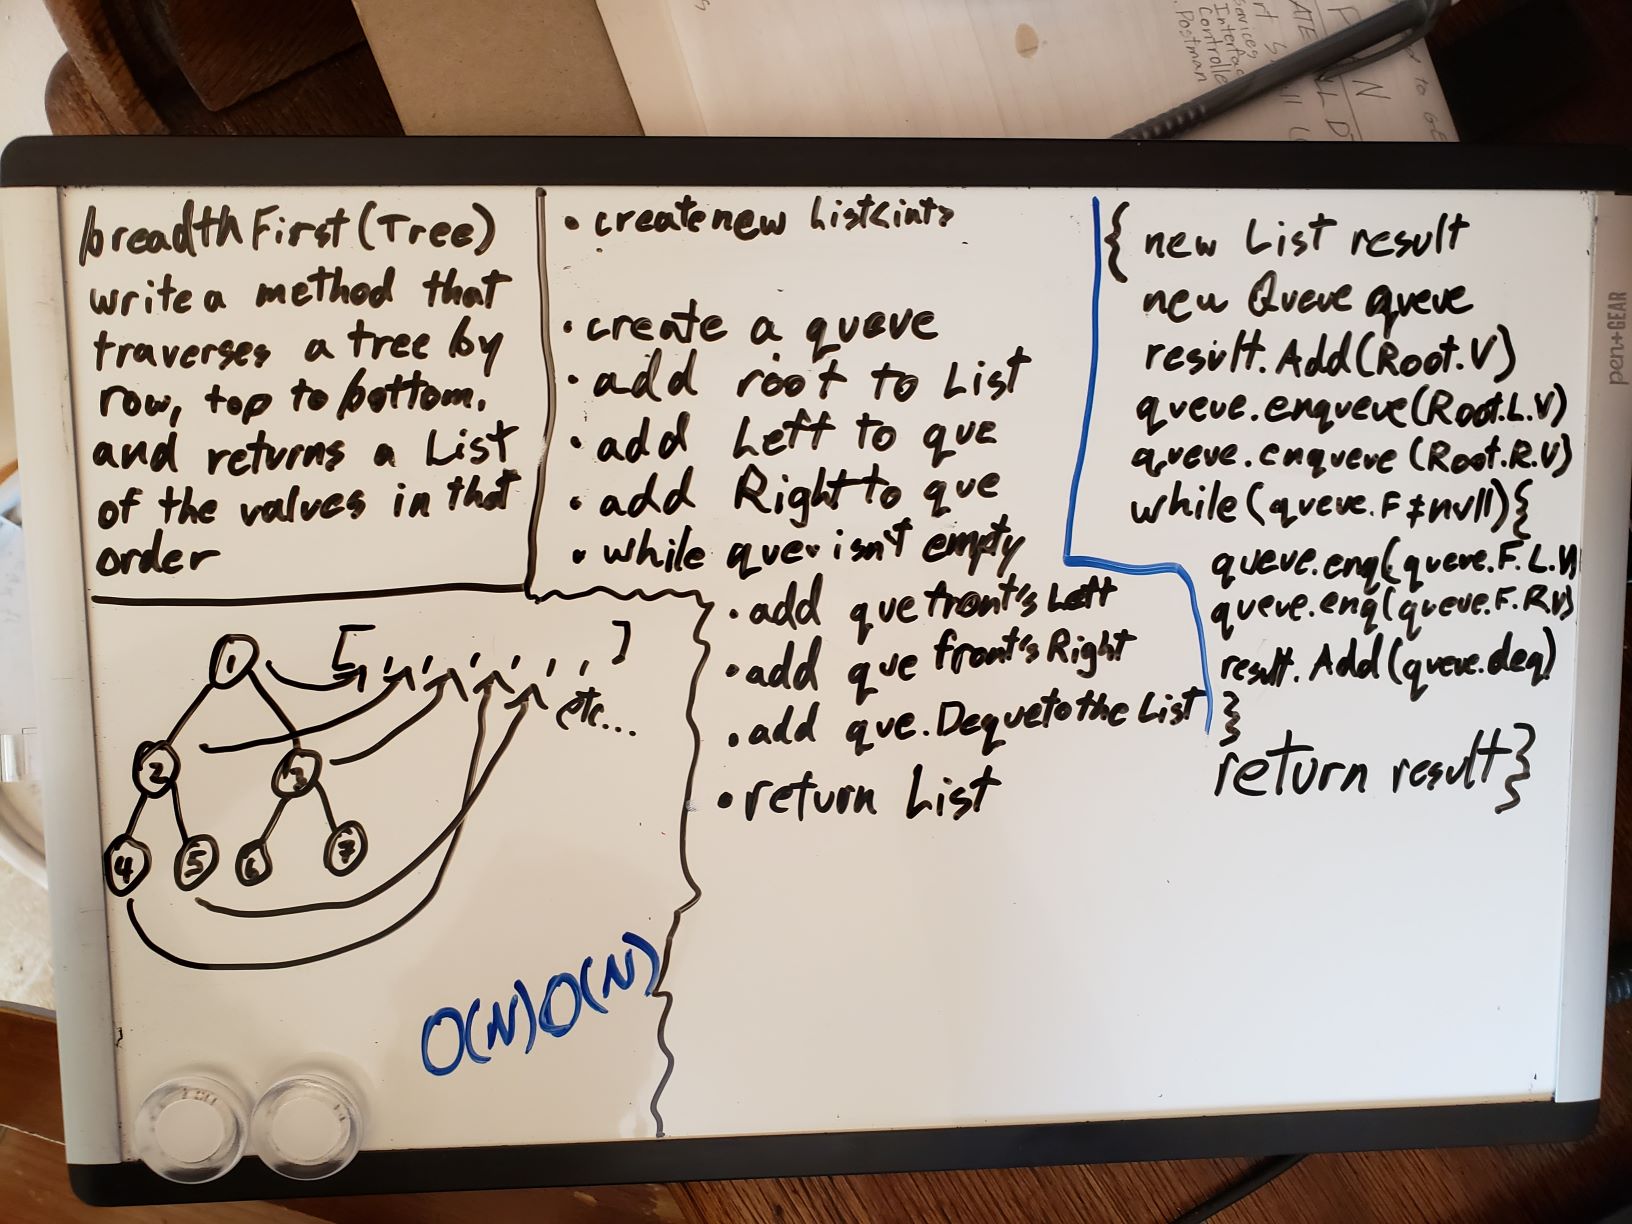 breadthFirst(Tree)
write a method that
traverses a tree by
row, top to bottom,
and returns a List
of the values in that
order
1
2
3
4
5
6
7
[ , , , , , , ]
etc...
O(N)O(N)
• create new List<int>
• create a queue
• add root to List
• add Left to que
• add Right to que
• while que isn't empty
• add que front's Left
• add que front's Right
• add que.Deque to the List
• return List
{ new List result
new Queue queue
result.Add(Root.V)
queue.enqueue(Root.L.V)
queue.enqueue(Root.R.V)
while(queue.F ≠ null){
queue.enq(queue.F.L.V)
queue.enq(queue.F.R.V)
result.Add(queue.deq)
}
return result}
pen+GEAR
Interfac
Controlle
Postman